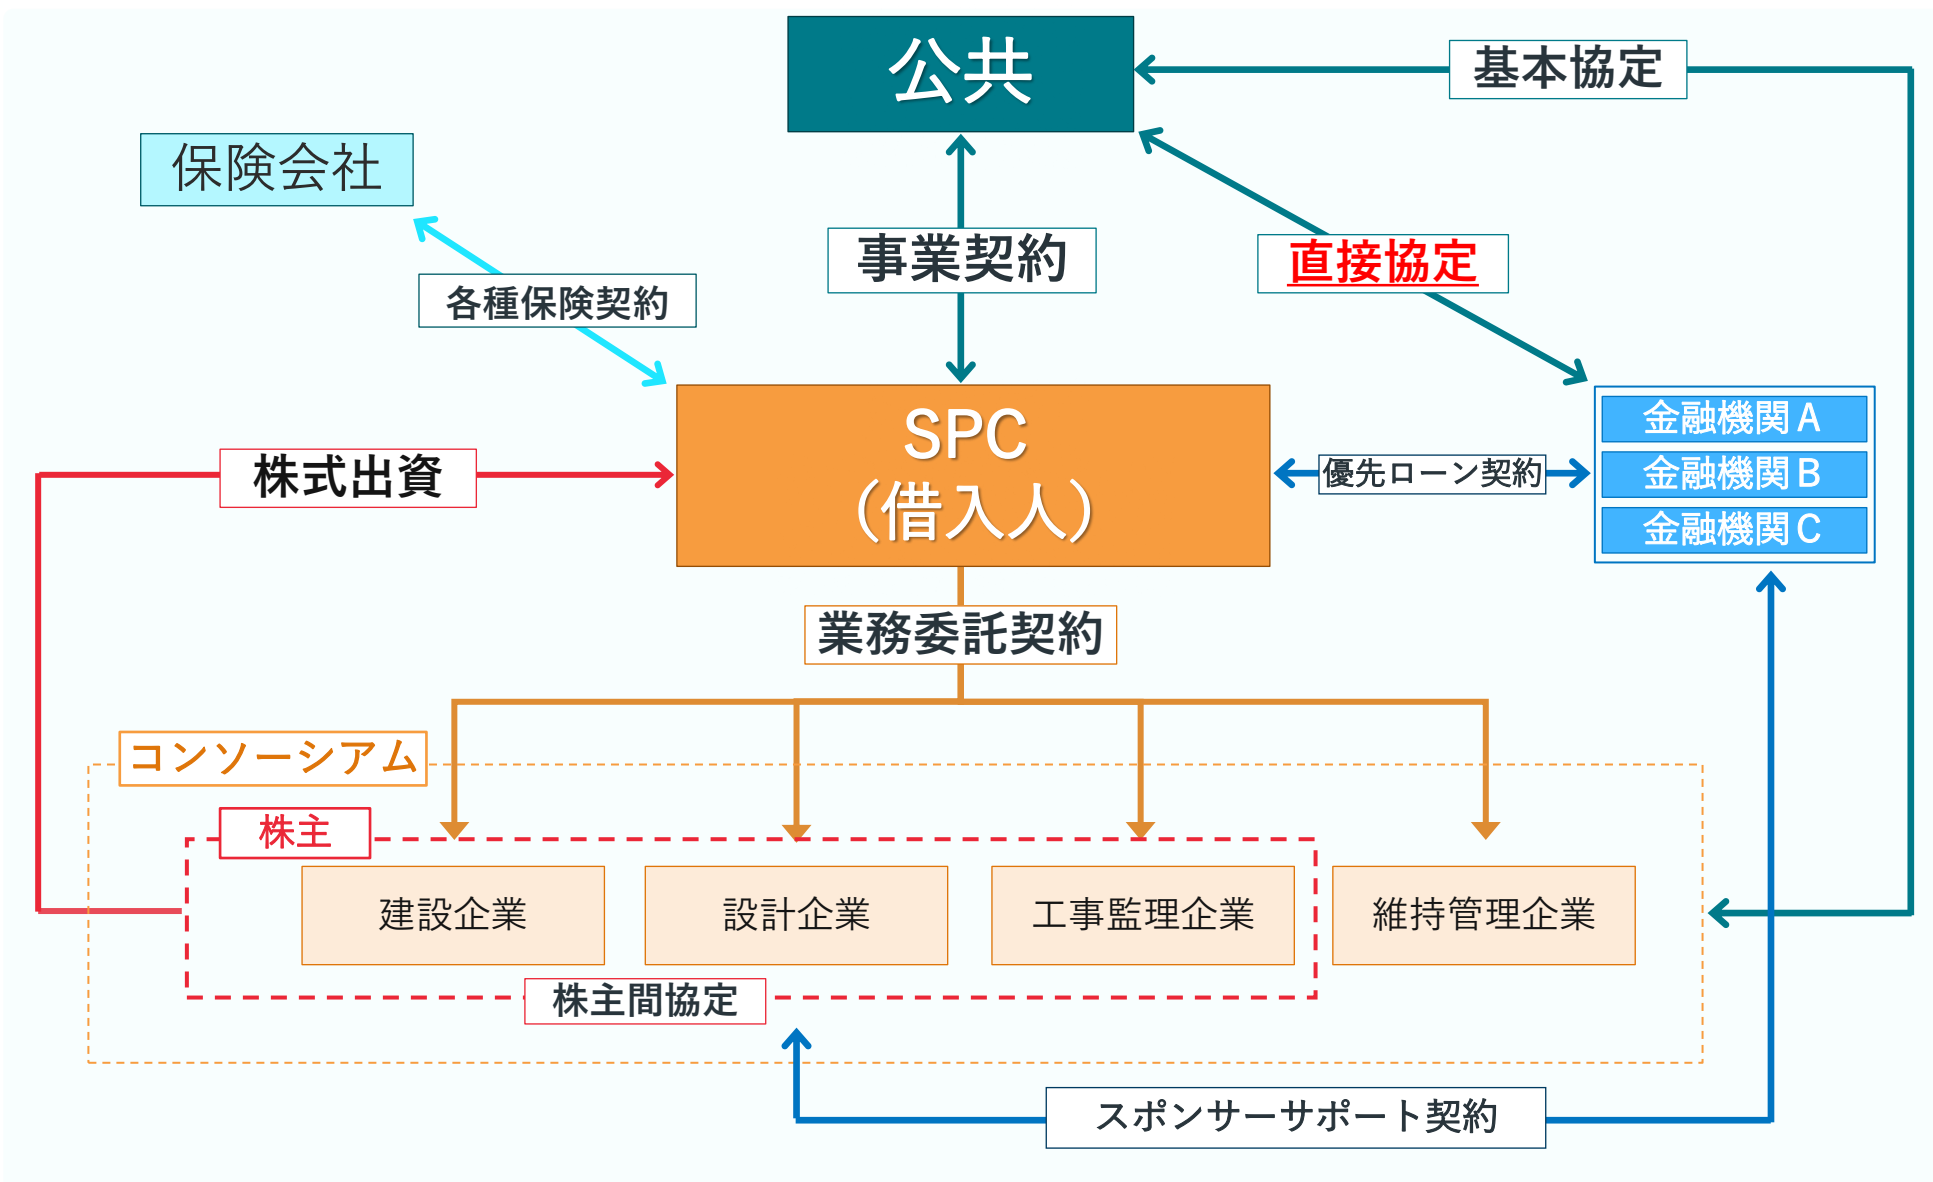 公共
基本協定
保険会社
事業契約
直接協定
各種保険契約
SPC
（借入人）
金融機関A
金融機関B
金融機関C
株式出資
優先ローン契約
業務委託契約
コンソーシアム
株主
建設企業
設計企業
工事監理企業
維持管理企業
株主間協定
スポンサーサポート契約